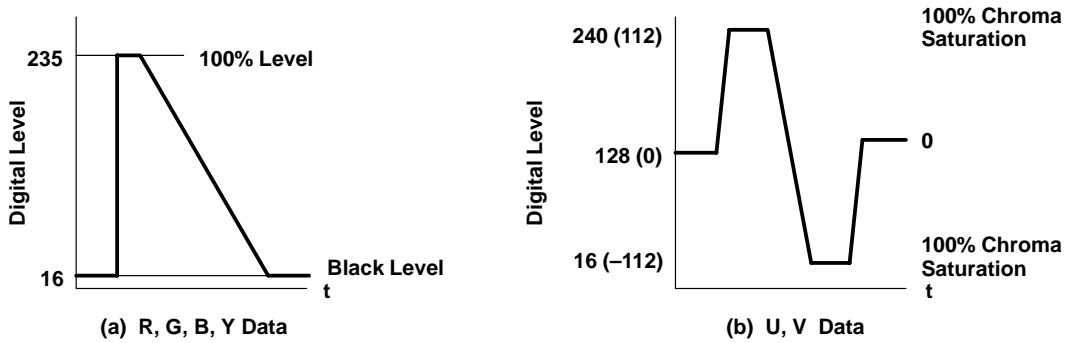 235
100% Level
Digital Level
16
Black Level
t
(a) R, G, B, Y Data
240 (112)
100% Chroma
Saturation
Digital Level
128 (0)
0
16 (–112)
100% Chroma
Saturation
t
(b) U, V Data